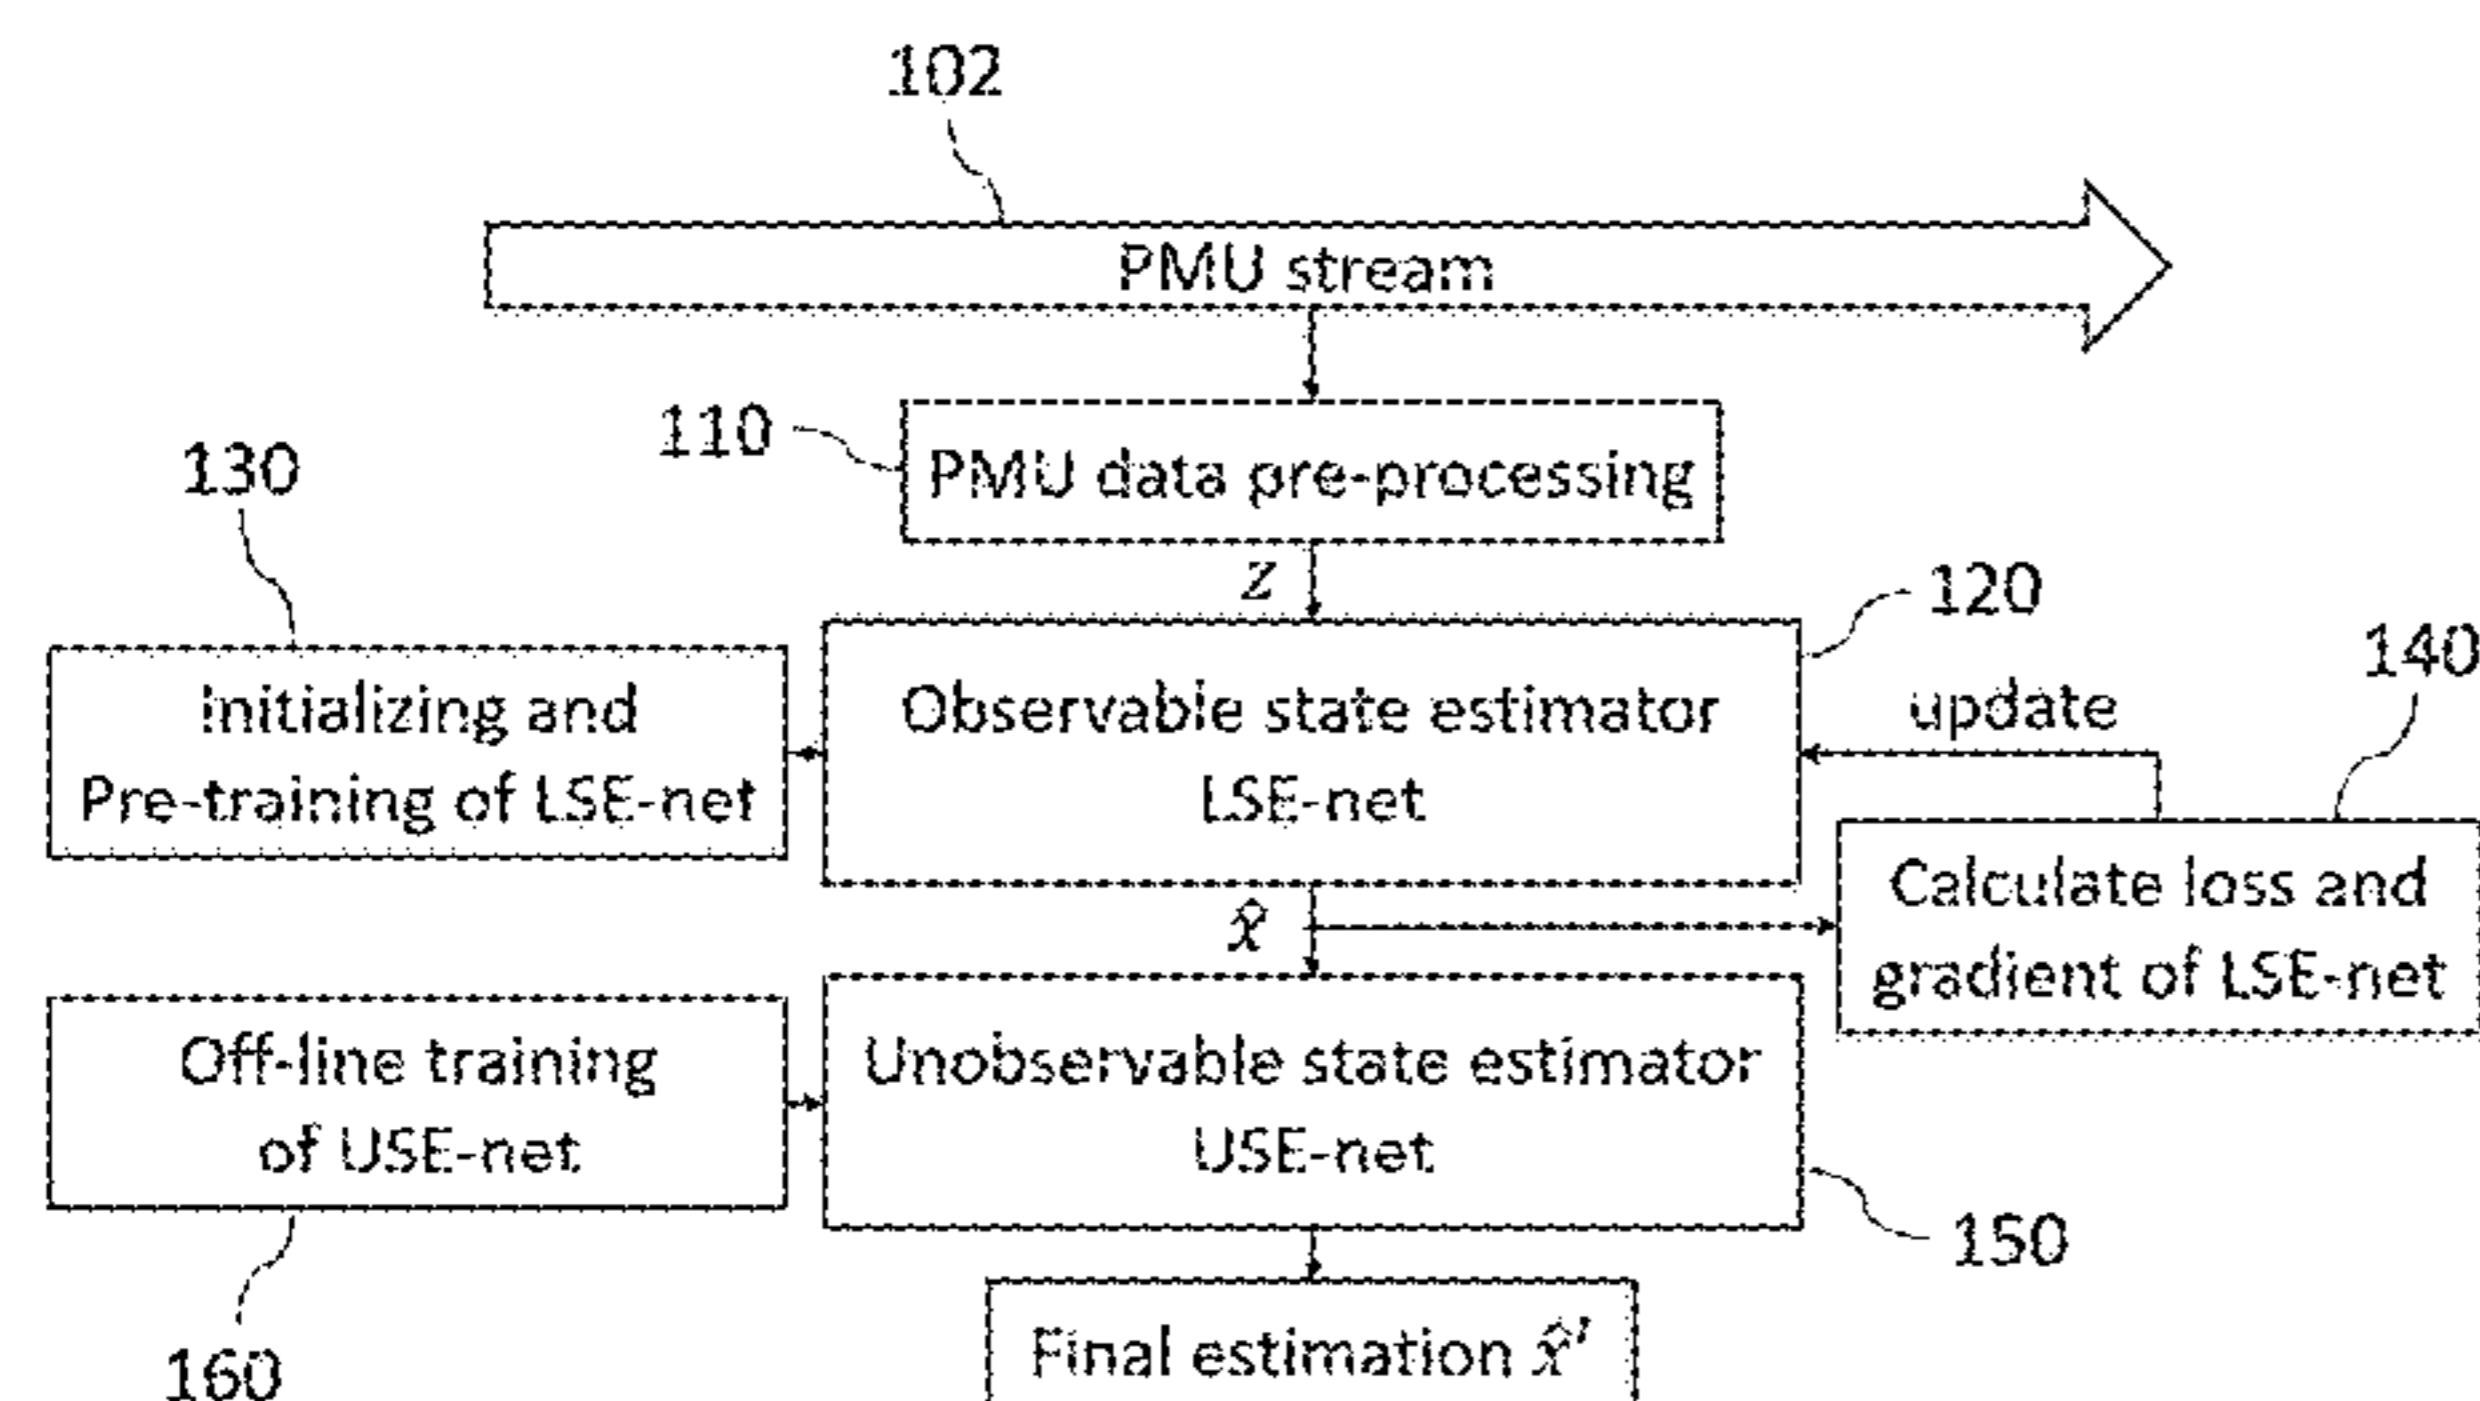 102
PMU stream
110
PMU data pre-processing
130
z
120
140
Initializing and
Pre-training of LSE-net
Observable state estimator
LSE-net
update
Calculate loss and
gradient of LSE-net
x̂
Off-line training
of USE-net
Unobservable state estimator
USE-net
150
160
Final estimation x̂'